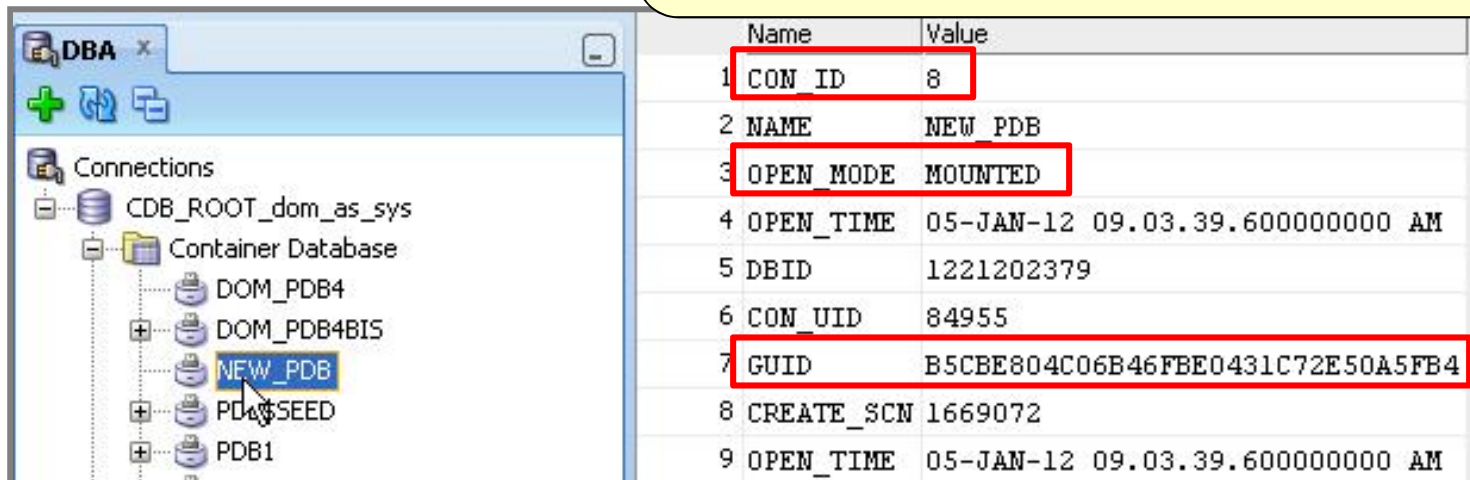 DBA
Connections
CDB_ROOT_dom_as_sys
Container Database
DOM_PDB4
DOM_PDB4BIS
NEW_PDB
PDB$SEED
PDB1
Name Value
1 CON_ID 8
2 NAME NEW_PDB
3 OPEN_MODE MOUNTED
4 OPEN_TIME 05-JAN-12 09.03.39.600000000 AM
5 DBID 1221202379
6 CON_UID 84955
7 GUID B5CBE804C06B46FBE0431C72E50A5FB4
8 CREATE_SCN 1669072
9 OPEN_TIME 05-JAN-12 09.03.39.600000000 AM